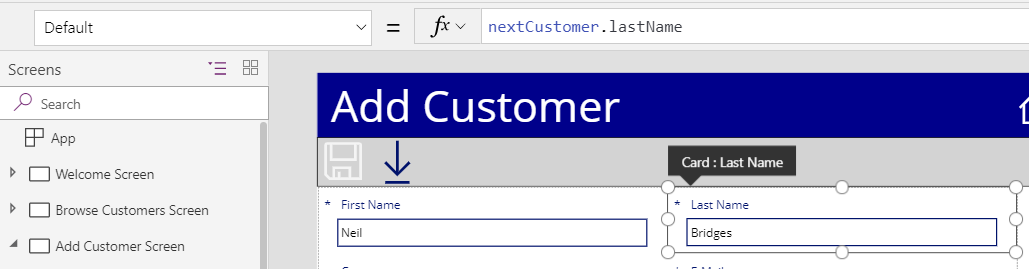 Default = fx nextCustomer.lastName
Screens
Search
App
Welcome Screen
Browse Customers Screen
Add Customer Screen
Add Customer
Card : Last Name
* First Name * Last Name
Neil Bridges